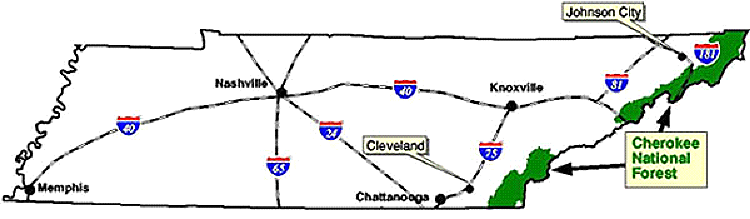 Johnson City
181
Nashville
40
Knoxville
81
40
24
Cleveland
75
Cherokee
National
Forest
65
Memphis
Chattanooga